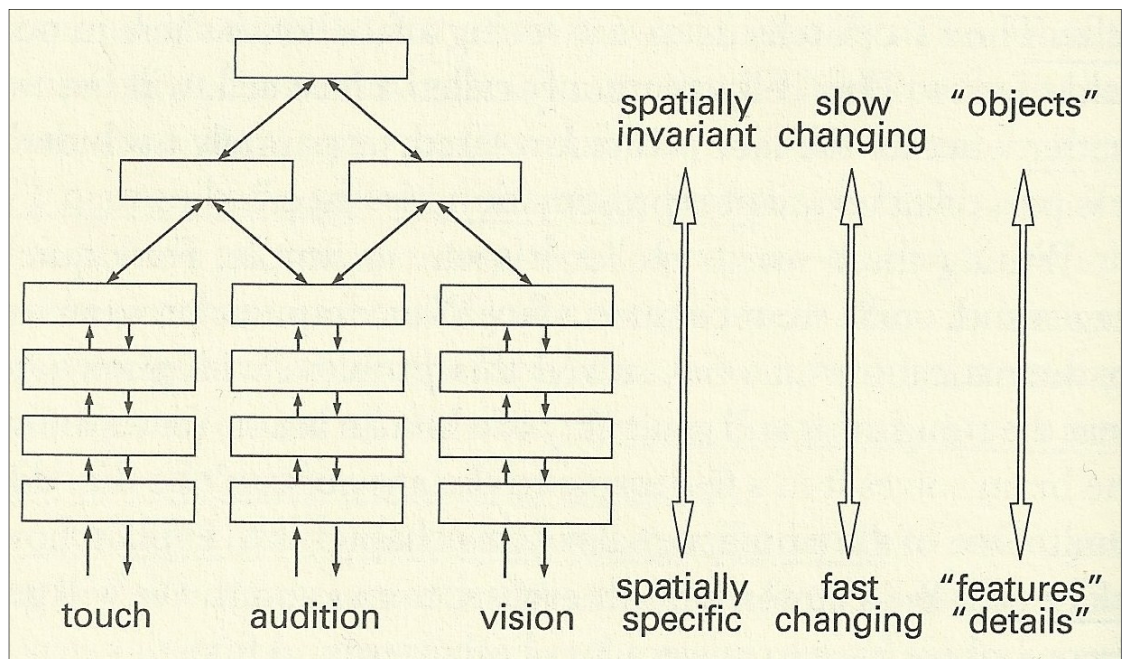 spatially
invariant
slow
changing
“objects”
touch
audition
vision
spatially
specific
fast
changing
“features”
“details”